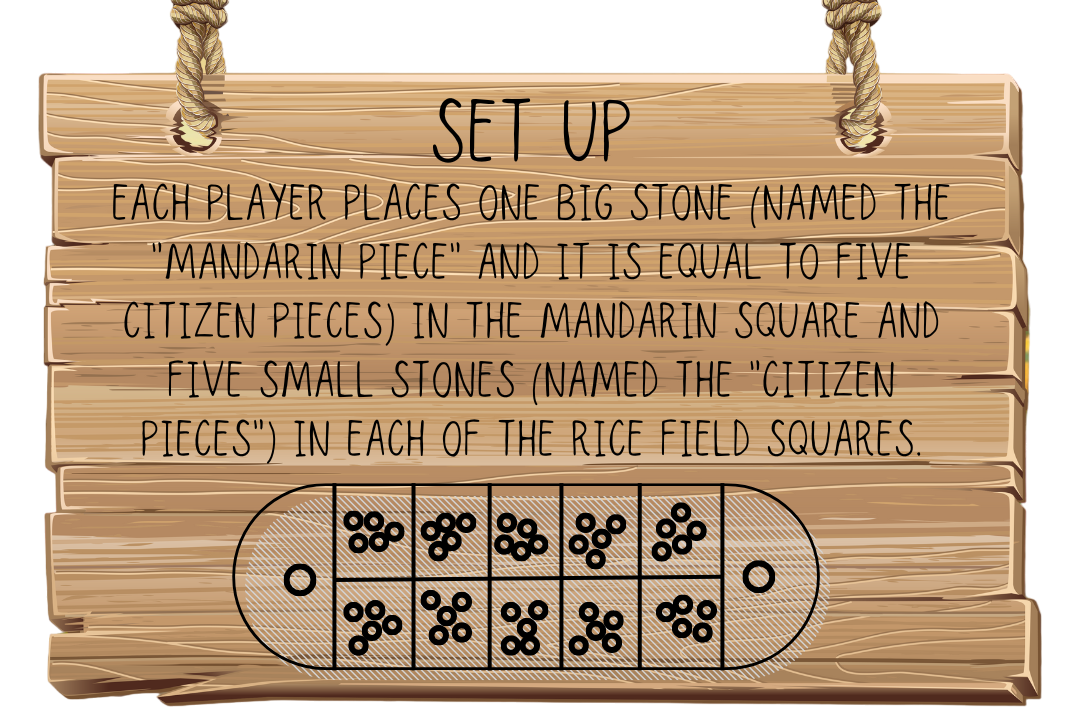 SET UP
EACH PLAYER PLACES ONE BIG STONE (NAMED THE
"MANDARIN PIECE" AND IT IS EQUAL TO FIVE
CITIZEN PIECES) IN THE MANDARIN SQUARE AND
FIVE SMALL STONES (NAMED THE "CITIZEN
PIECES") IN EACH OF THE RICE FIELD SQUARES.